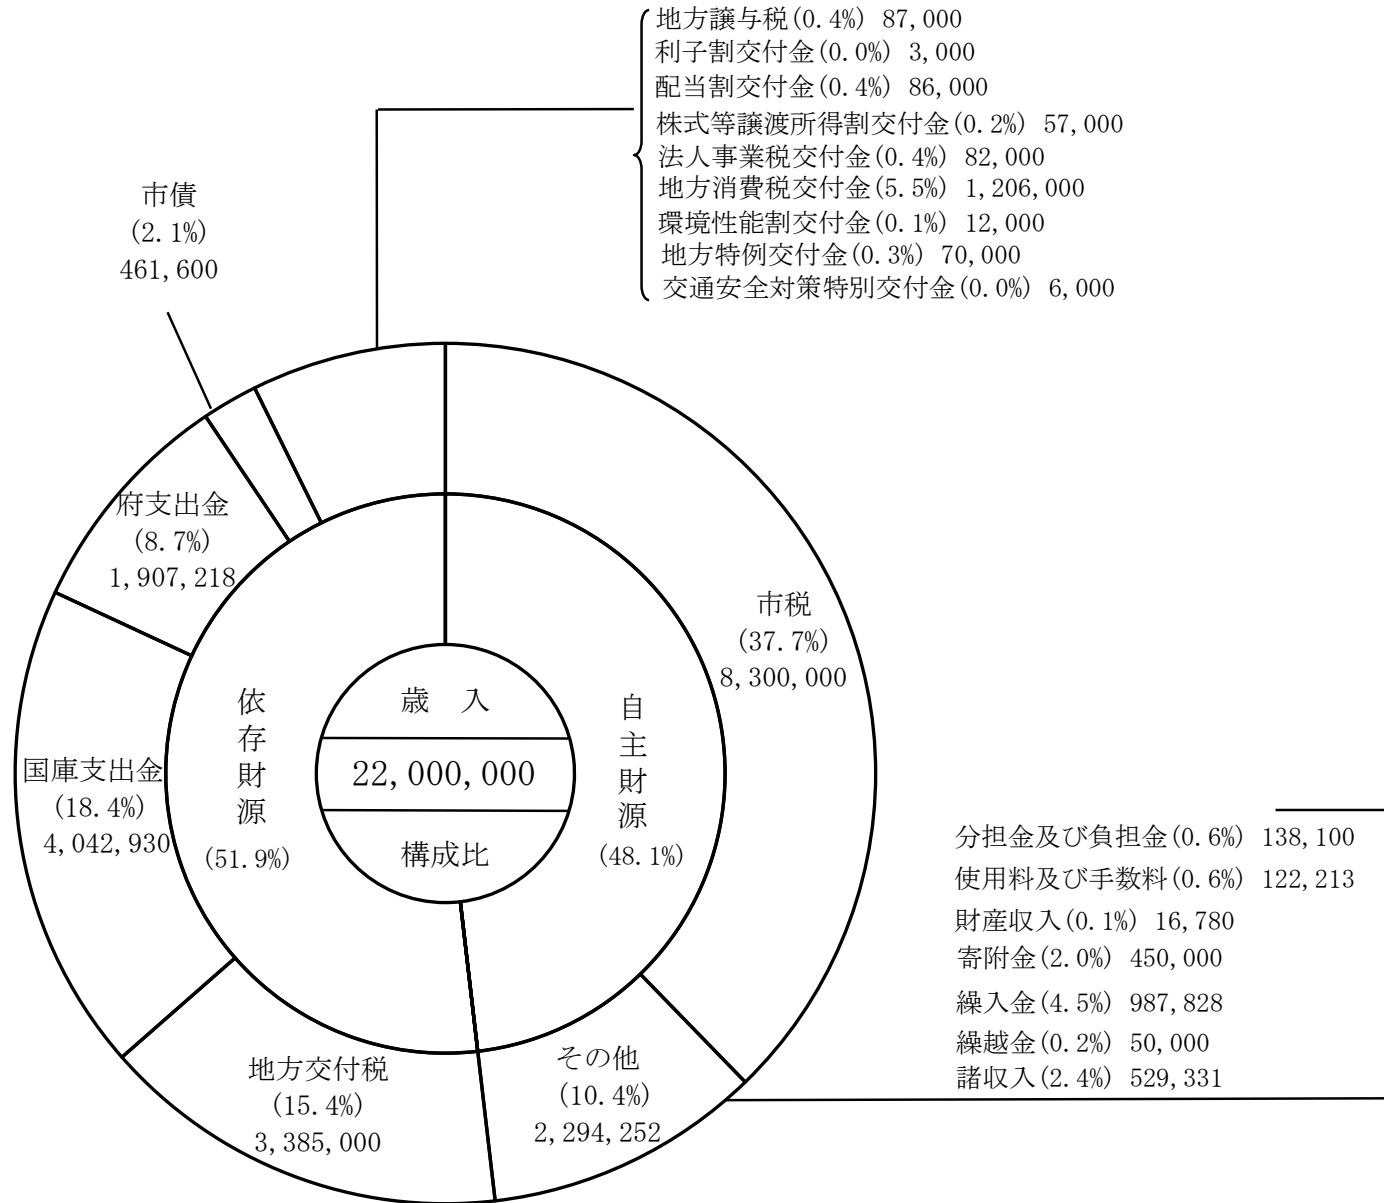 地方譲与税(0.4%) 87,000
利子割交付金(0.0%) 3,000
配当割交付金(0.4%) 86,000
株式等譲渡所得割交付金(0.2%) 57,000
法人事業税交付金(0.4%) 82,000
地方消費税交付金(5.5%) 1,206,000
環境性能割交付金(0.1%) 12,000
地方特例交付金(0.3%) 70,000
交通安全対策特別交付金(0.0%) 6,000
市債
(2.1%)
461,600
府支出金
(8.7%)
1,907,218
国庫支出金
(18.4%)
4,042,930
地方交付税
(15.4%)
3,385,000
依存財源
(51.9%)
歳 入
22,000,000
構成比
自主財源
(48.1%)
市税
(37.7%)
8,300,000
その他
(10.4%)
2,294,252
分担金及び負担金(0.6%) 138,100
使用料及び手数料(0.6%) 122,213
財産収入(0.1%) 16,780
寄附金(2.0%) 450,000
繰入金(4.5%) 987,828
繰越金(0.2%) 50,000
諸収入(2.4%) 529,331